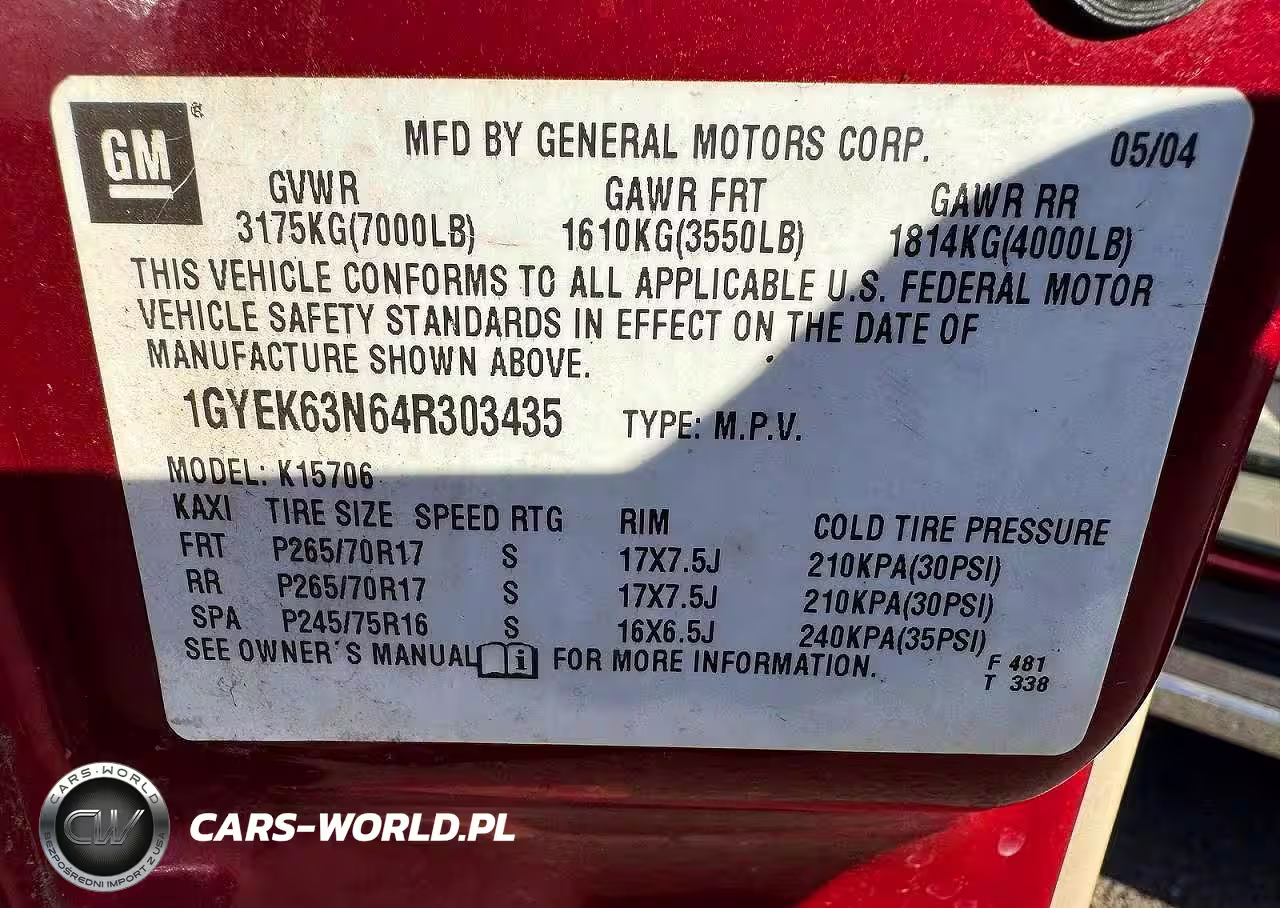 GM ®
MFD BY GENERAL MOTORS CORP. 05/04
GVWR GAWR FRT GAWR RR
3175KG(7000LB) 1610KG(3550LB) 1814KG(4000LB)
THIS VEHICLE CONFORMS TO ALL APPLICABLE U.S. FEDERAL MOTOR
VEHICLE SAFETY STANDARDS IN EFFECT ON THE DATE OF
MANUFACTURE SHOWN ABOVE.
1GYEK63N64R303435 TYPE: M.P.V.
MODEL: K15706
KAXI TIRE SIZE SPEED RTG RIM COLD TIRE PRESSURE
FRT P265/70R17 S 17X7.5J 210KPA(30PSI)
RR P265/70R17 S 17X7.5J 210KPA(30PSI)
SPA P245/75R16 S 16X6.5J 240KPA(35PSI)
SEE OWNER'S MANUAL i FOR MORE INFORMATION.
F 481
T 338
CARS-WORLD
CW
BEZPOŚREDNI IMPORT Z USA
CARS-WORLD.PL